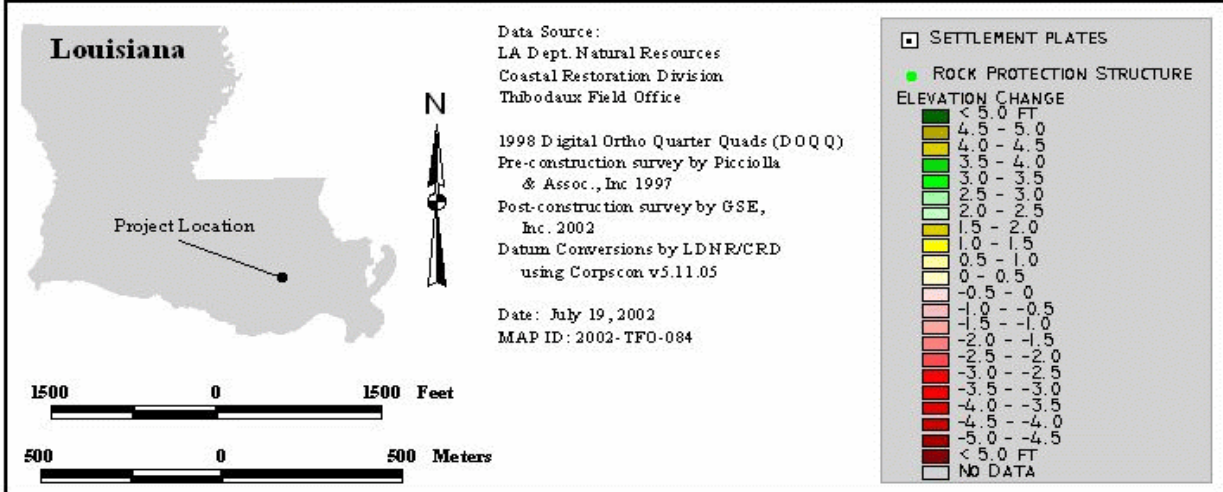 Louisiana
Project Location
1500 0 1500 Feet
500 0 500 Meters
Data Source:
LA Dept. Natural Resources
Coastal Restoration Division
Thibodaux Field Office
N
1998 Digital Ortho Quarter Quads (DOQQ)
Pre-construction survey by Picciolla
& Assoc., Inc 1997
Post-construction survey by GSE,
Inc. 2002
Datum Conversions by LDNR/CRD
using Corpscon v5.11.05
Date: July 19, 2002
MAP ID: 2002-TFO-084
SETTLEMENT PLATES
ROCK PROTECTION STRUCTURE
ELEVATION CHANGE
< 5.0 FT
4.5 - 5.0
4.0 - 4.5
3.5 - 4.0
3.0 - 3.5
2.5 - 3.0
2.0 - 2.5
1.5 - 2.0
1.0 - 1.5
0.5 - 1.0
0 - 0.5
-0.5 - 0
-1.0 - -0.5
-1.5 - -1.0
-2.0 - -1.5
-2.5 - -2.0
-3.0 - -2.5
-3.5 - -3.0
-4.0 - -3.5
-4.5 - -4.0
-5.0 - -4.5
< 5.0 FT
NO DATA